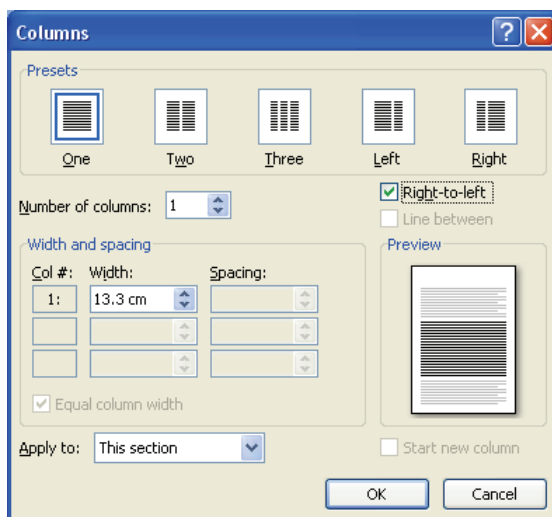 Columns
Presets
One Two Three Left Right
Number of columns: 1
Right-to-left
Line between
Width and spacing
Col #: Width: Spacing:
1: 13.3 cm
Equal column width
Preview
Apply to: This section
Start new column
OK Cancel